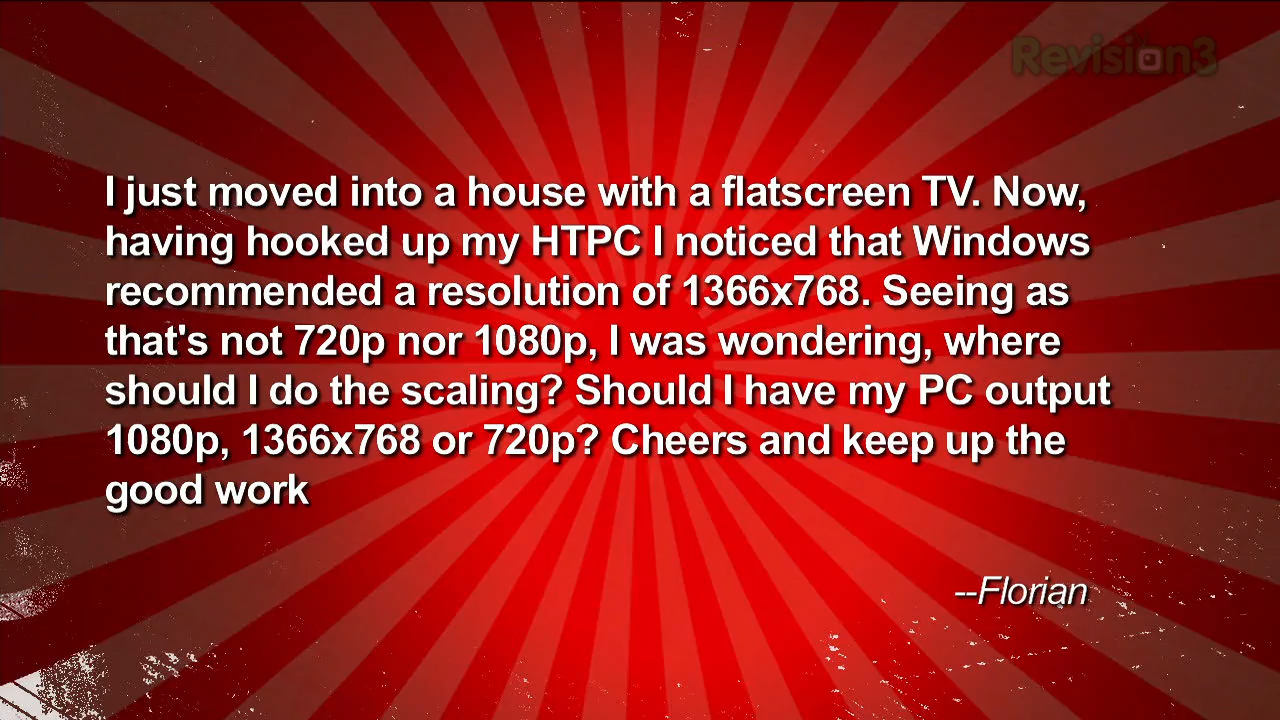 Revision3
I just moved into a house with a flatscreen TV. Now,
having hooked up my HTPC I noticed that Windows
recommended a resolution of 1366x768. Seeing as
that's not 720p nor 1080p, I was wondering, where
should I do the scaling? Should I have my PC output
1080p, 1366x768 or 720p? Cheers and keep up the
good work
--Florian